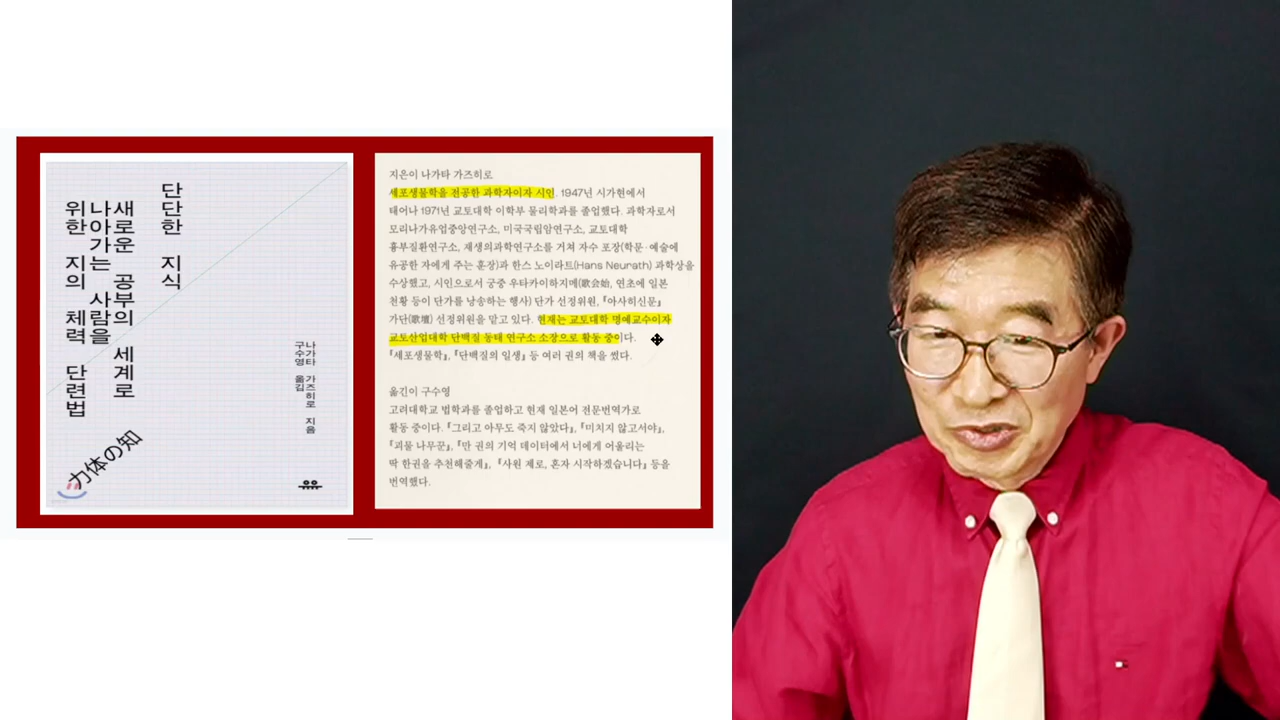 단단한 지식
새로운 공부의 세계로
나아가는 사람을
위한 지의 체력 단련법
나가타 가즈히로 지음
구수영 옮김
知の体力
지은이 나가타 가즈히로
세포생물학을 전공한 과학자이자 시인. 1947년 시가현에서
태어나 1971년 교토대학 이학부 물리학과를 졸업했다. 과학자로서
모리나가유업중앙연구소, 미국국립암연구소, 교토대학
흉부질환연구소, 재생의과학연구소를 거쳐 자수 포장(학문·예술에
유공한 자에게 주는 훈장)과 한스 노이라트(Hans Neurath) 과학상을
수상했고, 시인으로서 궁중 우타카이하지메(歌会始, 연초에 일본
천황 등이 단가를 낭송하는 행사) 단가 선정위원, 『아사히신문』
가단(歌壇) 선정위원을 맡고 있다. 현재는 교토대학 명예교수이자
교토산업대학 단백질 동태 연구소 소장으로 활동 중이다.
『세포생물학』, 『단백질의 일생』 등 여러 권의 책을 썼다.
옮긴이 구수영
고려대학교 법학과를 졸업하고 현재 일본어 전문번역가로
활동 중이다. 『그리고 아무도 죽지 않았다』, 『미치지 않고서야』,
『괴물 나무꾼』, 『만 권의 기억 데이터에서 너에게 어울리는
딱 한권을 추천해줄게』, 『사원 제로, 혼자 시작하겠습니다』 등을
번역했다.